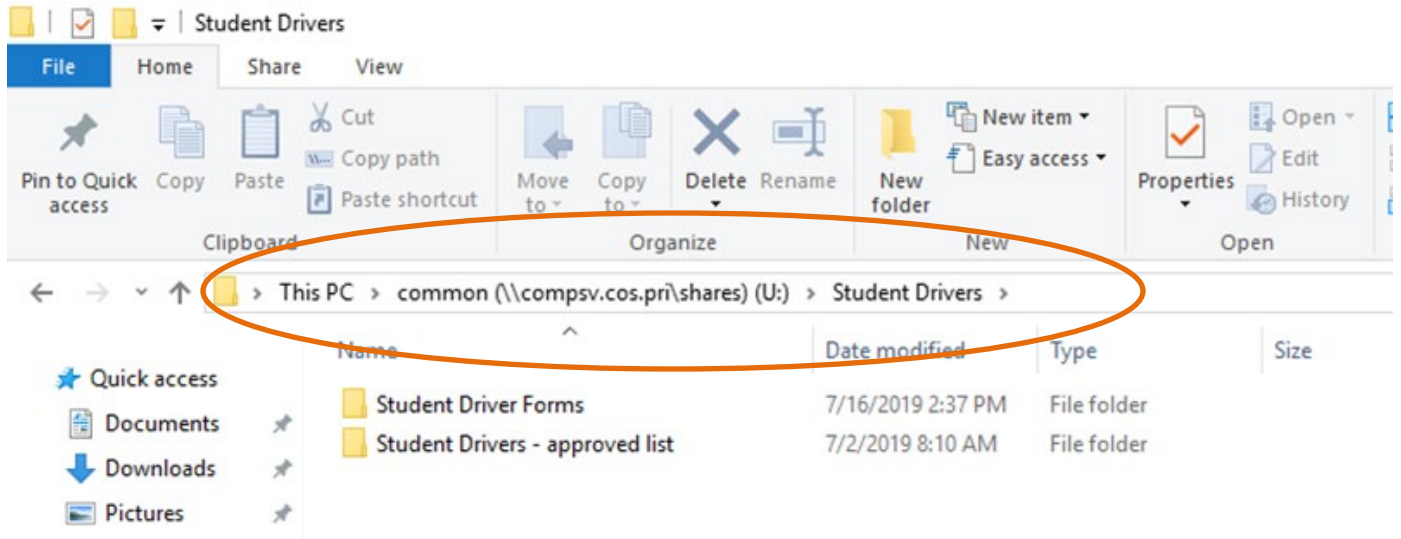 Student Drivers
File Home Share View
Pin to Quick access
Copy
Paste
Cut
Copy path
Paste shortcut
Clipboard
Move to
Copy to
Delete
Rename
Organize
New folder
New item
Easy access
New
Properties
Open
Edit
History
Open
This PC > common (\\compsv.cos.pri\shares) (U:) > Student Drivers >
Name Date modified Type Size
Quick access
Documents
Downloads
Pictures
Student Driver Forms 7/16/2019 2:37 PM File folder
Student Drivers - approved list 7/2/2019 8:10 AM File folder